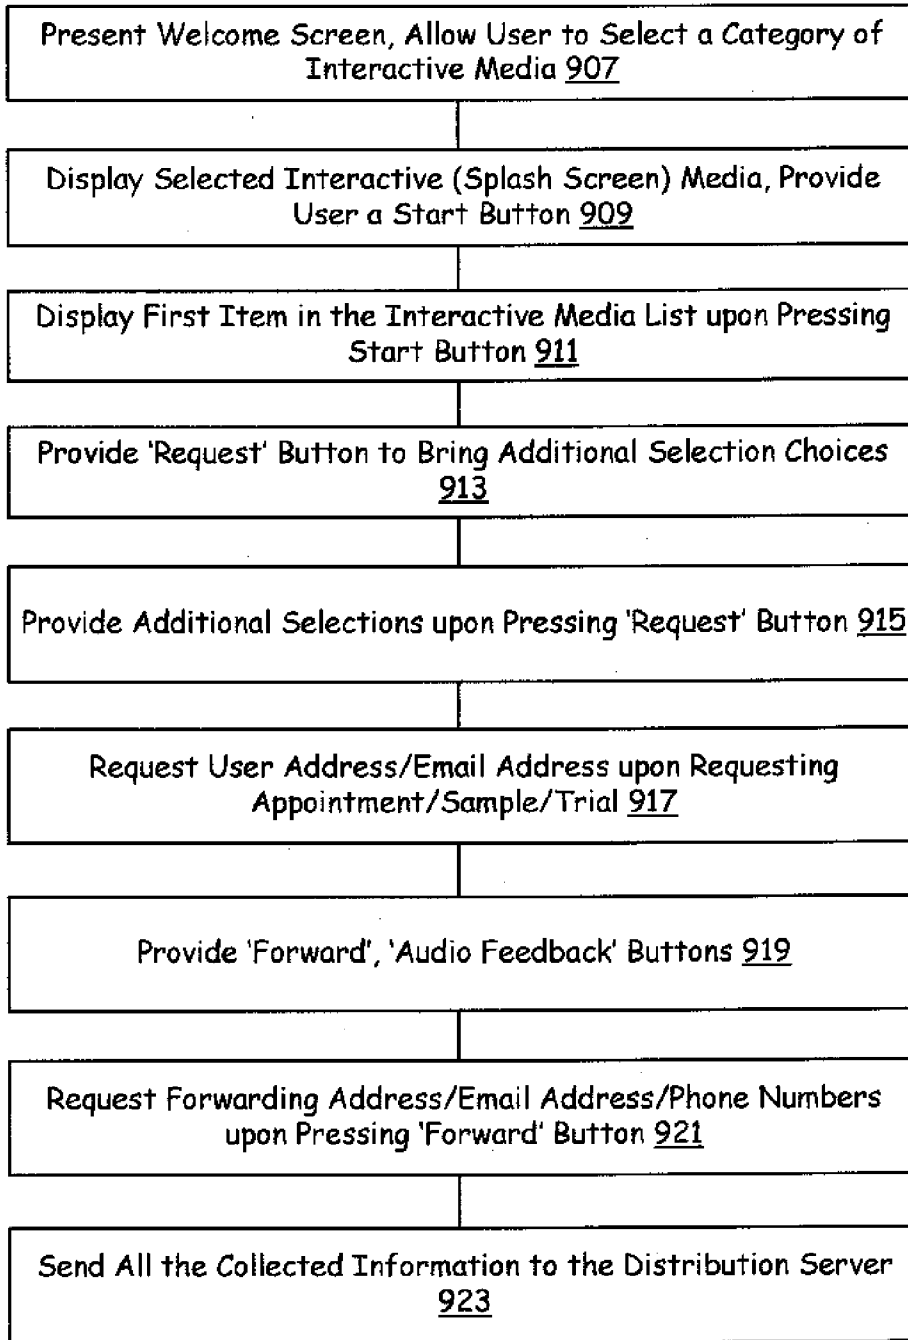 Present Welcome Screen, Allow User to Select a Category of
Interactive Media 907
Display Selected Interactive (Splash Screen) Media, Provide
User a Start Button 909
Display First Item in the Interactive Media List upon Pressing
Start Button 911
Provide 'Request' Button to Bring Additional Selection Choices
913
Provide Additional Selections upon Pressing 'Request' Button 915
Request User Address/Email Address upon Requesting
Appointment/Sample/Trial 917
Provide 'Forward', 'Audio Feedback' Buttons 919
Request Forwarding Address/Email Address/Phone Numbers
upon Pressing 'Forward' Button 921
Send All the Collected Information to the Distribution Server
923